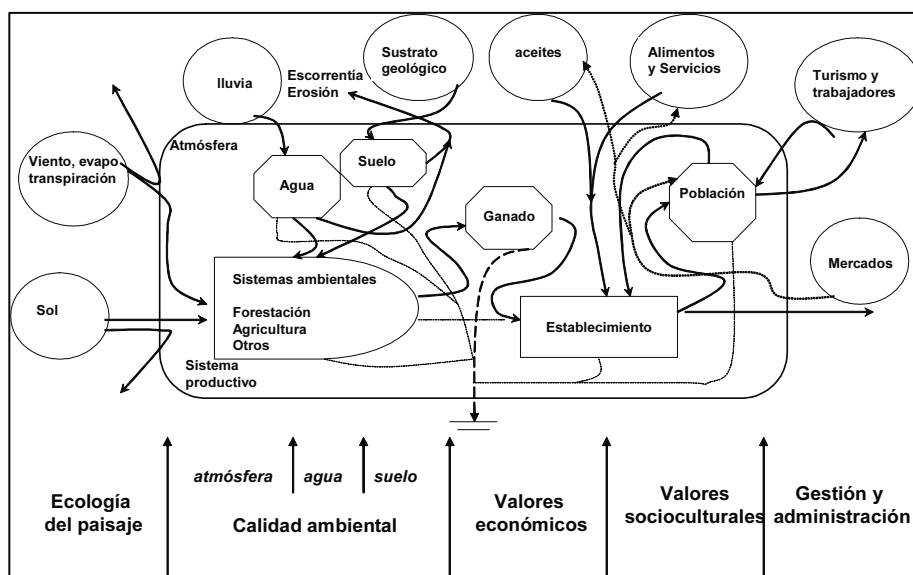 Sustrato
geológico
aceites
Alimentos
y Servicios
lluvia
Escorrentía
Erosión
Turismo y
trabajadores
Atmósfera
Viento, evapo
transpiración
Suelo
Agua
Ganado
Población
Sistemas ambientales
Forestación
Agricultura
Otros
Mercados
Sol
Establecimiento
Sistema
productivo
atmósfera
agua
suelo
Ecología
del paisaje
Calidad ambiental
Valores
económicos
Valores
socioculturales
Gestión y
administración